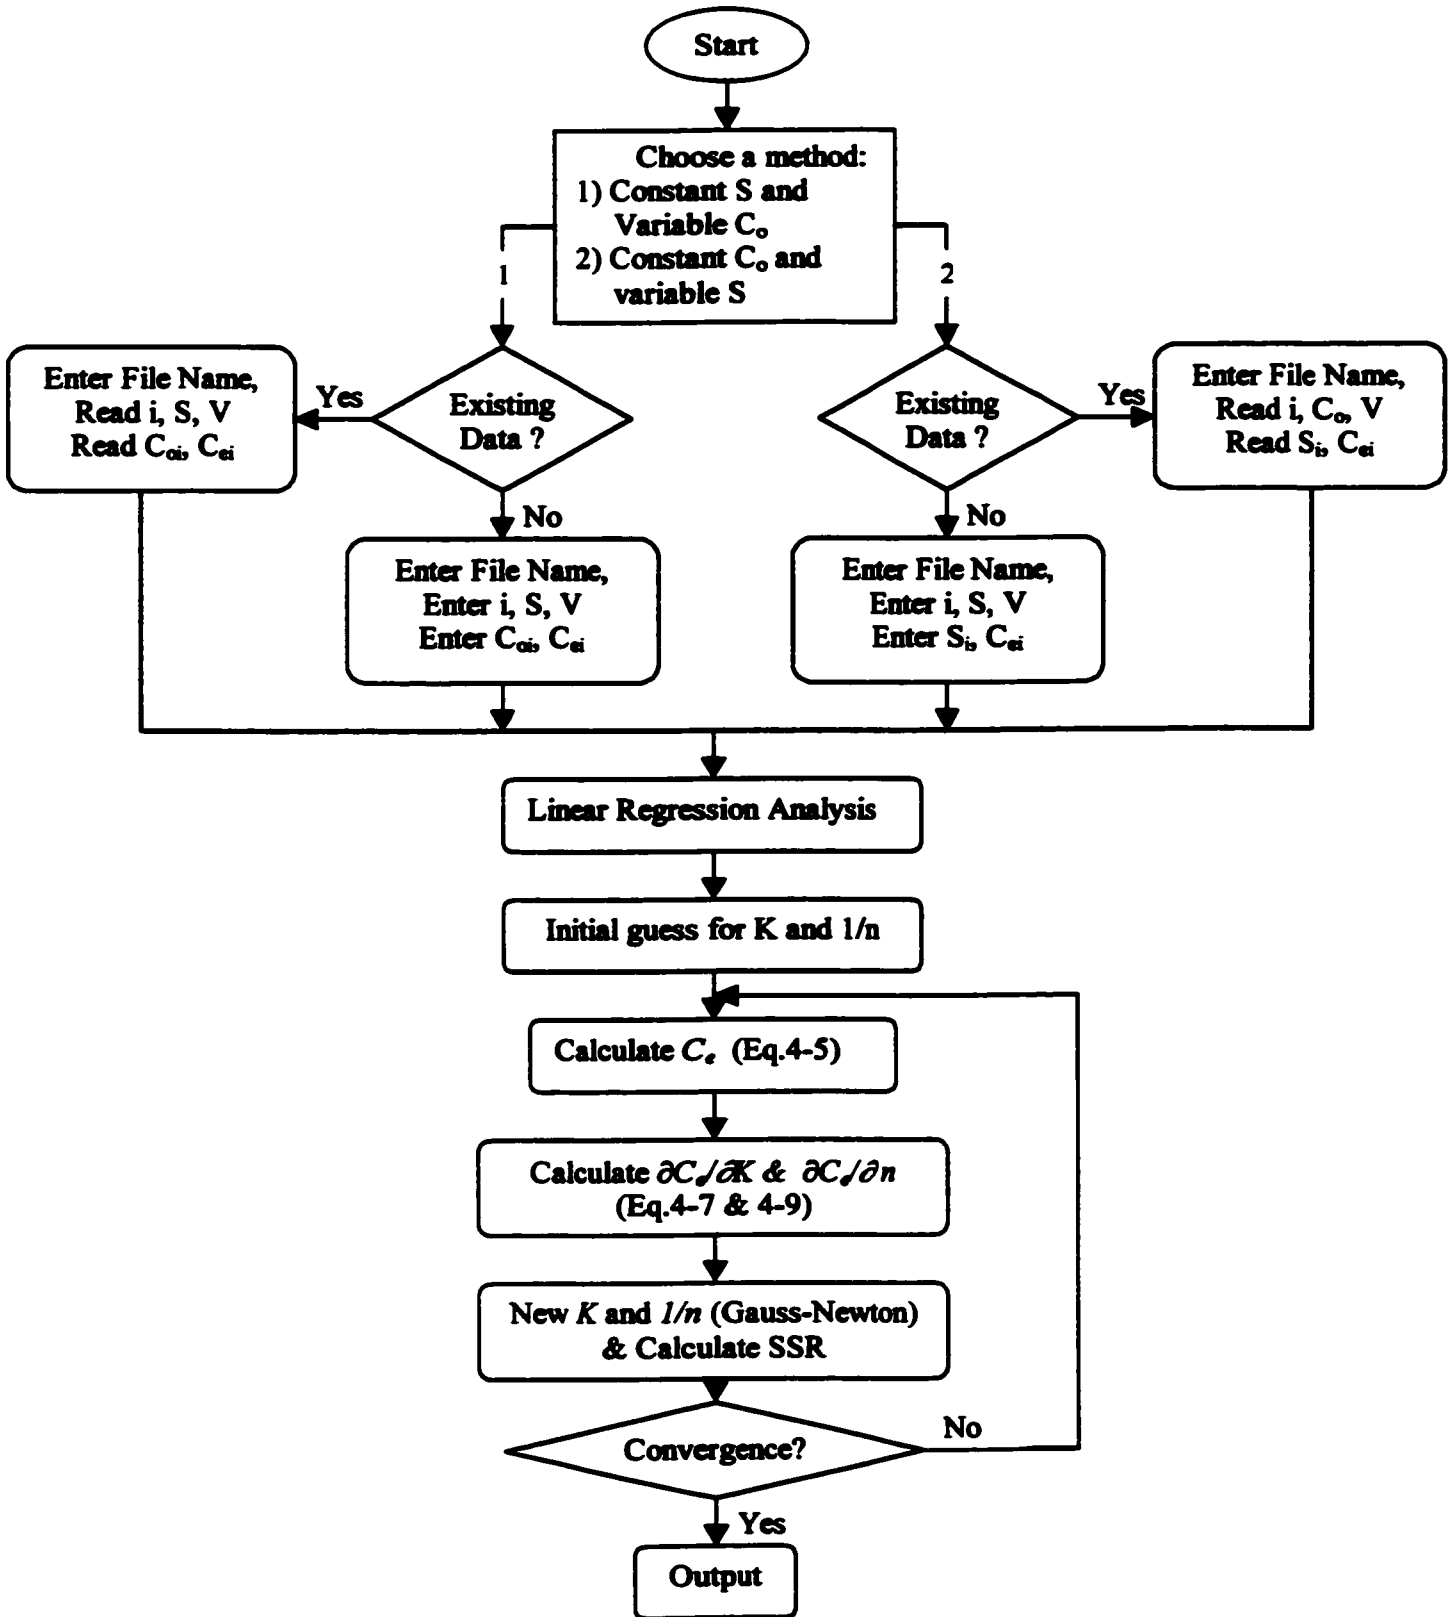 Start
Choose a method:
1) Constant S and
Variable Cₒ
2) Constant Cₒ and
variable S
1
2
Existing
Data ?
Yes
Enter File Name,
Read i, S, V
Read Cₒᵢ, Cₑᵢ
No
Enter File Name,
Enter i, S, V
Enter Cₒᵢ, Cₑᵢ
Existing
Data ?
Yes
Enter File Name,
Read i, Cₒ, V
Read Sᵢ, Cₑᵢ
No
Enter File Name,
Enter i, S, V
Enter Sᵢ, Cₑᵢ
Linear Regression Analysis
Initial guess for K and 1/n
Calculate Cₑ (Eq.4-5)
Calculate ∂Cₑ/∂K & ∂Cₑ/∂n
(Eq.4-7 & 4-9)
New K and 1/n (Gauss-Newton)
& Calculate SSR
Convergence?
No
Yes
Output